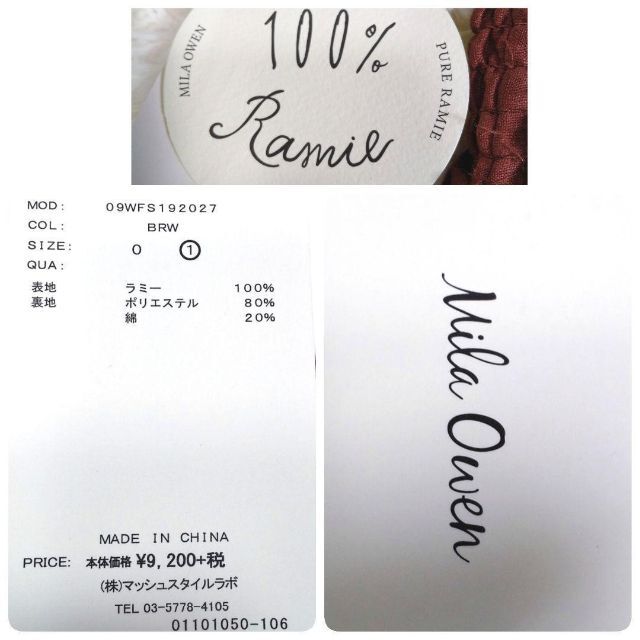 100%
Ramie
MILA OWEN
PURE RAMIE
MOD: 09WFS192027
COL: BRW
SIZE: 0 1
QUA:
表地 ラミー 100%
裏地 ポリエステル 80%
綿 20%
MADE IN CHINA
PRICE: 本体価格 ¥9,200+税
(株)マッシュスタイルラボ
TEL 03-5778-4105
01101050-106
Mila Owen